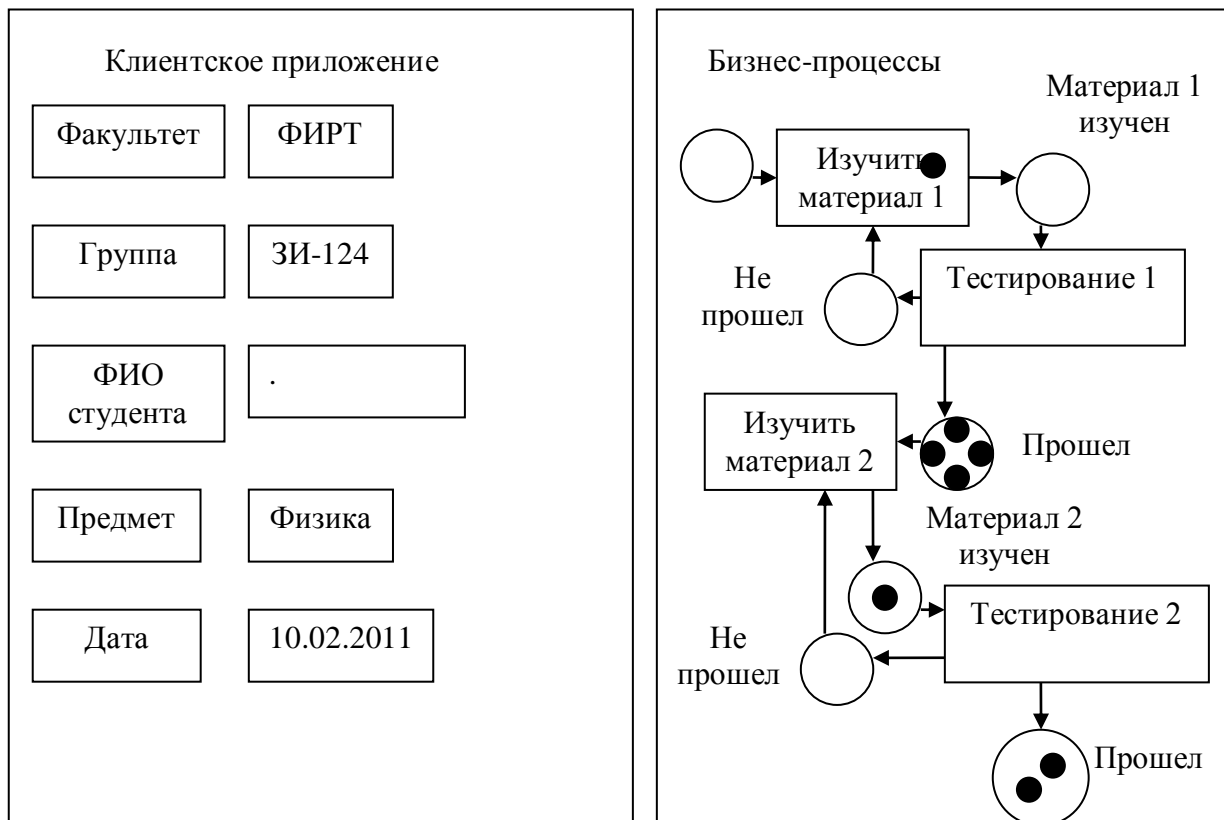 Клиентское приложение
Факультет
ФИРТ
Группа
ЗИ-124
ФИО
студента
.
Предмет
Физика
Дата
10.02.2011
Бизнес-процессы
Материал 1
изучен
Изучить
материал 1
Не
прошел
Тестирование 1
Изучить
материал 2
Прошел
Материал 2
изучен
Тестирование 2
Не
прошел
Прошел